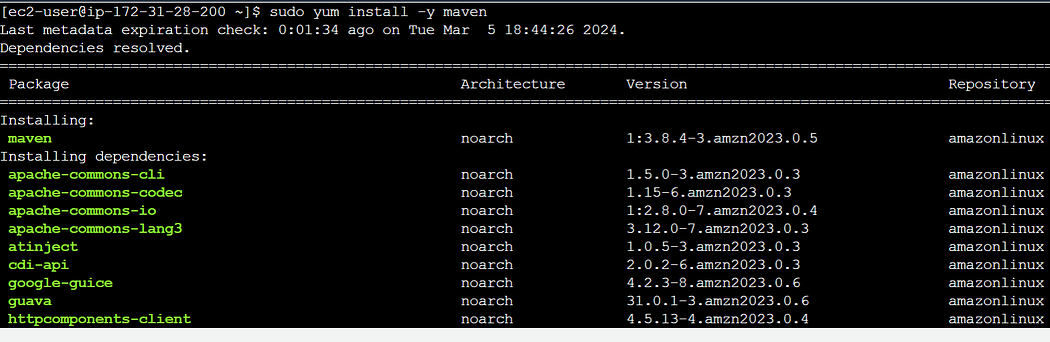 [ec2-user@ip-172-31-28-200 ~]$ sudo yum install -y maven
Last metadata expiration check: 0:01:34 ago on Tue Mar  5 18:44:26 2024.
Dependencies resolved.
================================================================================
Package Architecture Version Repository
================================================================================
Installing:
maven noarch 1:3.8.4-3.amzn2023.0.5 amazonlinux
Installing dependencies:
apache-commons-cli noarch 1.5.0-3.amzn2023.0.3 amazonlinux
apache-commons-codec noarch 1.15-6.amzn2023.0.3 amazonlinux
apache-commons-io noarch 1:2.8.0-7.amzn2023.0.4 amazonlinux
apache-commons-lang3 noarch 3.12.0-7.amzn2023.0.3 amazonlinux
atinject noarch 1.0.5-3.amzn2023.0.3 amazonlinux
cdi-api noarch 2.0.2-6.amzn2023.0.3 amazonlinux
google-guice noarch 4.2.3-8.amzn2023.0.6 amazonlinux
guava noarch 31.0.1-3.amzn2023.0.6 amazonlinux
httpcomponents-client noarch 4.5.13-4.amzn2023.0.4 amazonlinux